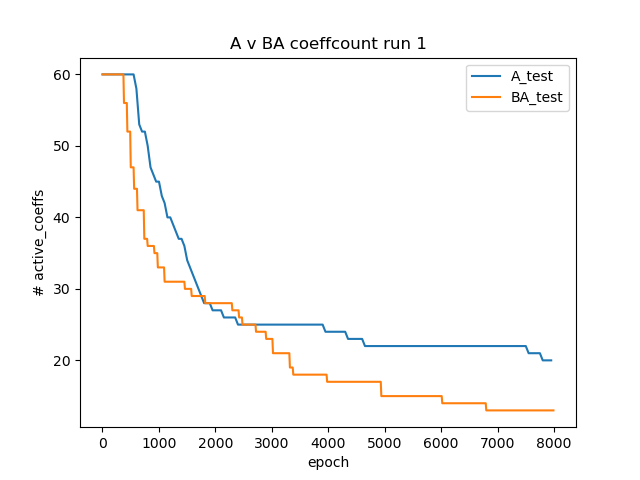 A v BA coeffcount run 1
A_test
BA_test
# active_coeffs
60
50
40
30
20
0 1000 2000 3000 4000 5000 6000 7000 8000
epoch